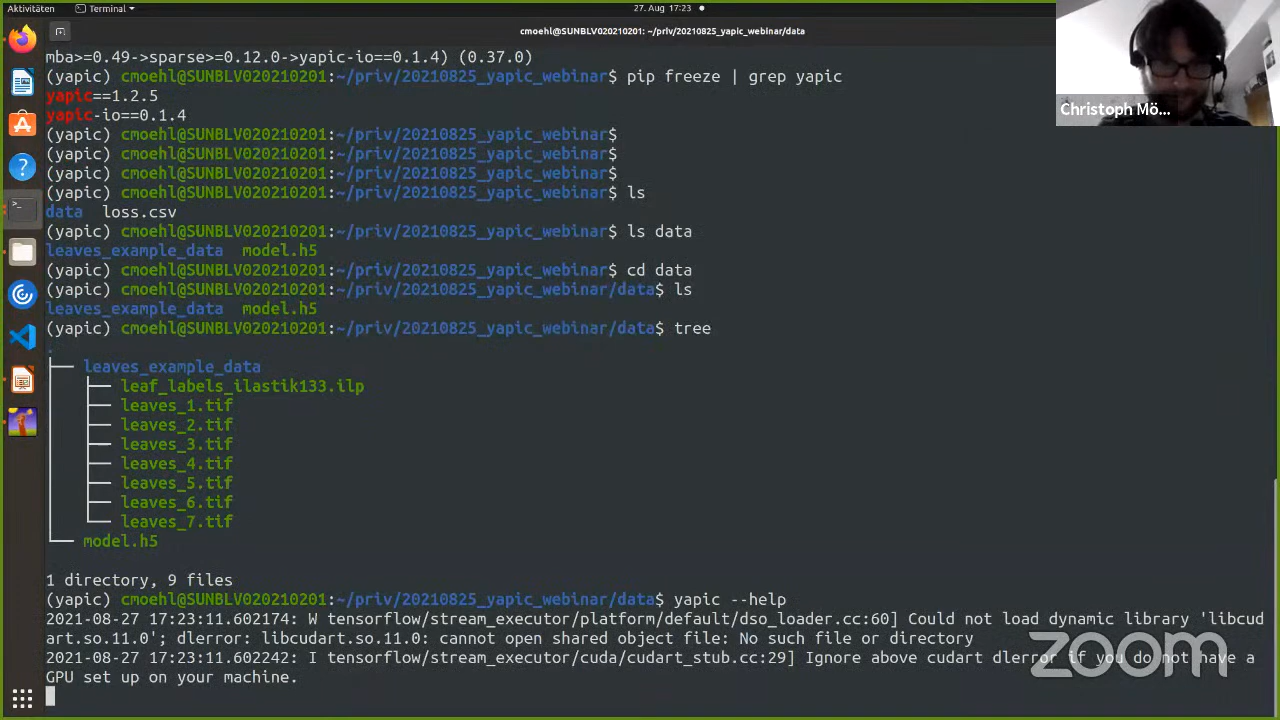 Aktivitäten
Terminal
27. Aug 17:23
cmoehl@SUNBLV020210201: ~/priv/20210825_yapic_webinar/data
Christoph Mö...
mba>=0.49->sparse>=0.12.0->yapic-io==0.1.4) (0.37.0)
(yapic) cmoehl@SUNBLV020210201:~/priv/20210825_yapic_webinar$ pip freeze | grep yapic
yapic==1.2.5
yapic-io==0.1.4
(yapic) cmoehl@SUNBLV020210201:~/priv/20210825_yapic_webinar$
(yapic) cmoehl@SUNBLV020210201:~/priv/20210825_yapic_webinar$
(yapic) cmoehl@SUNBLV020210201:~/priv/20210825_yapic_webinar$
(yapic) cmoehl@SUNBLV020210201:~/priv/20210825_yapic_webinar$ ls
data loss.csv
(yapic) cmoehl@SUNBLV020210201:~/priv/20210825_yapic_webinar$ ls data
leaves_example_data model.h5
(yapic) cmoehl@SUNBLV020210201:~/priv/20210825_yapic_webinar$ cd data
(yapic) cmoehl@SUNBLV020210201:~/priv/20210825_yapic_webinar/data$ ls
leaves_example_data model.h5
(yapic) cmoehl@SUNBLV020210201:~/priv/20210825_yapic_webinar/data$ tree
.
leaves_example_data
leaf_labels_ilastik133.ilp
leaves_1.tif
leaves_2.tif
leaves_3.tif
leaves_4.tif
leaves_5.tif
leaves_6.tif
leaves_7.tif
model.h5
1 directory, 9 files
(yapic) cmoehl@SUNBLV020210201:~/priv/20210825_yapic_webinar/data$ yapic --help
2021-08-27 17:23:11.602174: W tensorflow/stream_executor/platform/default/dso_loader.cc:60] Could not load dynamic library 'libcud
art.so.11.0'; dlerror: libcudart.so.11.0: cannot open shared object file: No such file or directory
2021-08-27 17:23:11.602242: I tensorflow/stream_executor/cuda/cudart_stub.cc:29] Ignore above cudart dlerror if you do not have a
GPU set up on your machine.
zoom